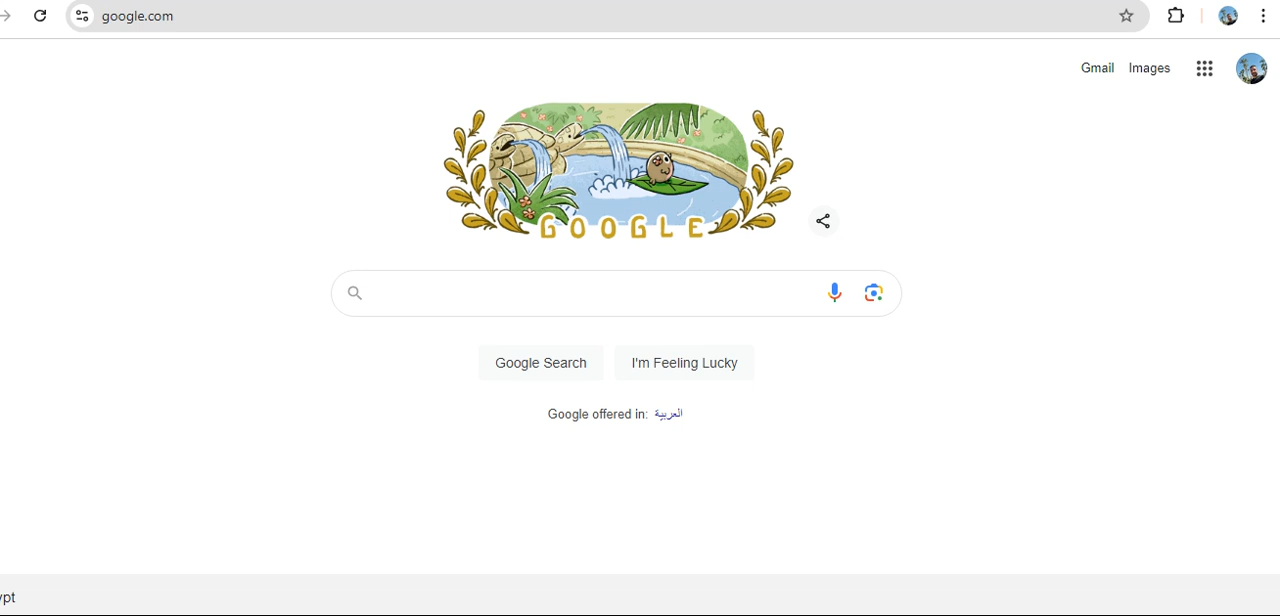 google.com
Gmail Images
GOOGLE
Google Search I'm Feeling Lucky
Google offered in: العربية
ypt